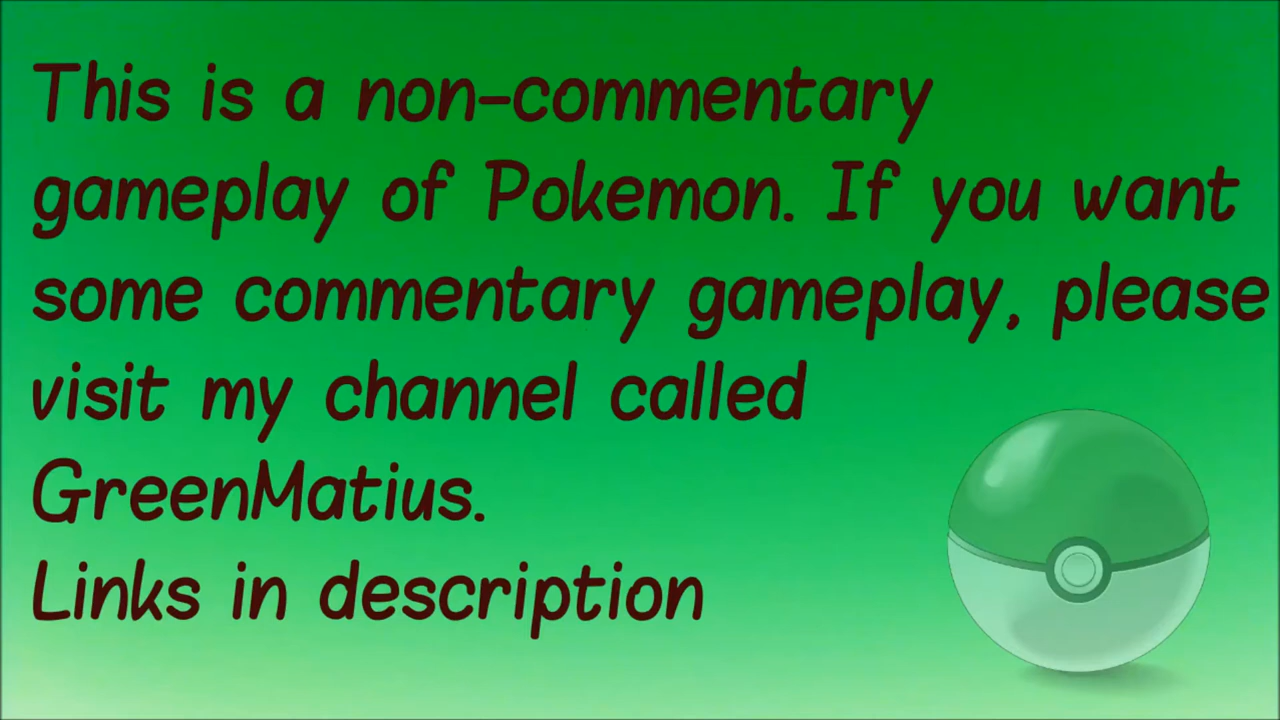 This is a non-commentary
gameplay of Pokemon. If you want
some commentary gameplay, please
visit my channel called
GreenMatius.
Links in description